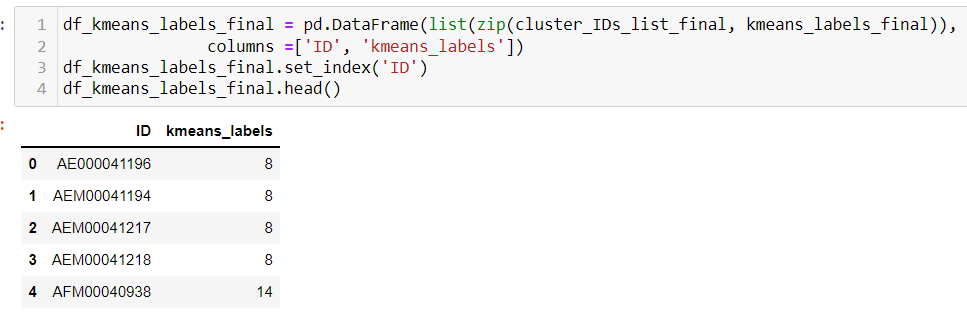 1 df_kmeans_labels_final = pd.DataFrame(list(zip(cluster_IDs_list_final, kmeans_labels_final)),
2 columns =['ID', 'kmeans_labels'])
3 df_kmeans_labels_final.set_index('ID')
4 df_kmeans_labels_final.head()
ID kmeans_labels
0 AE000041196 8
1 AEM00041194 8
2 AEM00041217 8
3 AEM00041218 8
4 AFM00040938 14